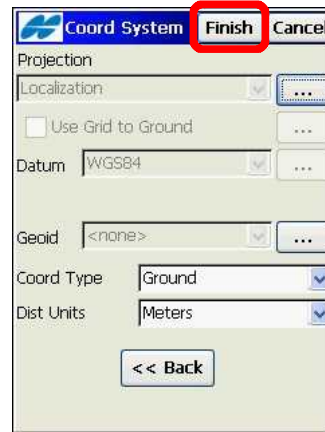 Coord System Finish Cancel
Projection
Localization ...
Use Grid to Ground ...
Datum WGS84 ...
Geoid <none> ...
Coord Type Ground
Dist Units Meters
<< Back